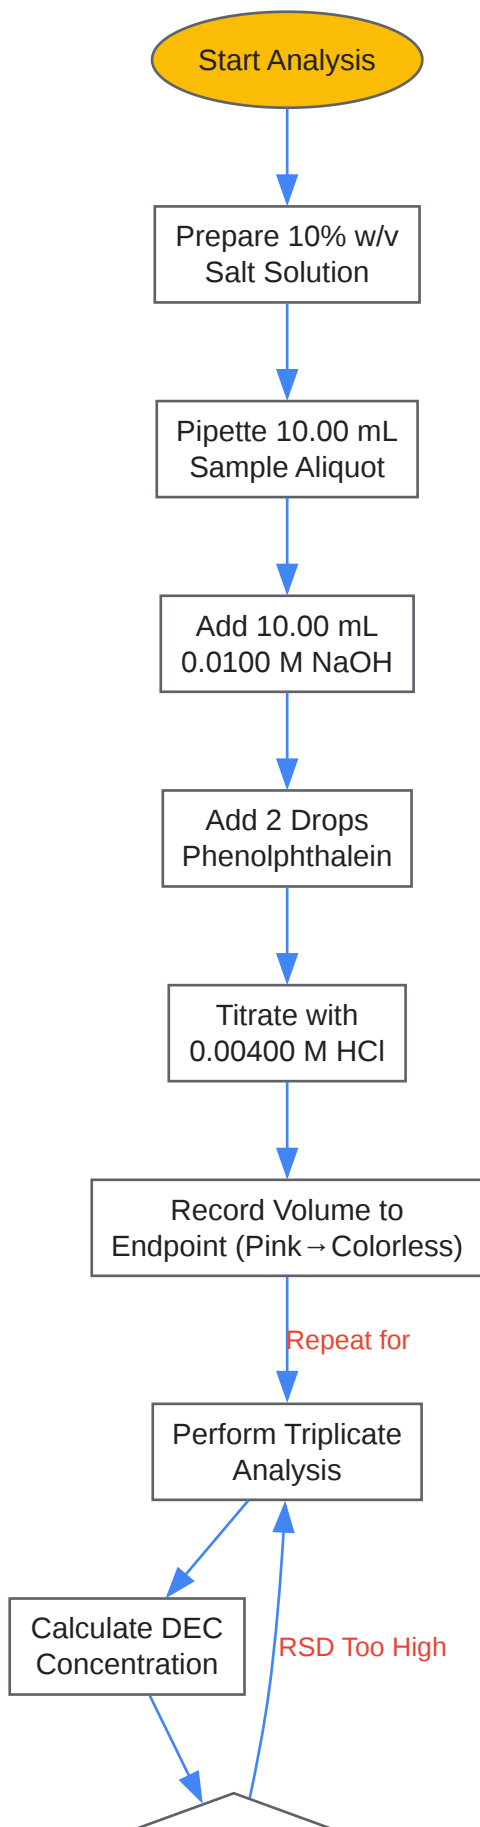 Start Analysis
Prepare 10% w/v
Salt Solution
Pipette 10.00 mL
Sample Aliquot
Add 10.00 mL
0.0100 M NaOH
Add 2 Drops
Phenolphthalein
Titrate with
0.00400 M HCl
Record Volume to
Endpoint (Pink→Colorless)
Repeat for
Perform Triplicate
Analysis
Calculate DEC
Concentration
RSD Too High